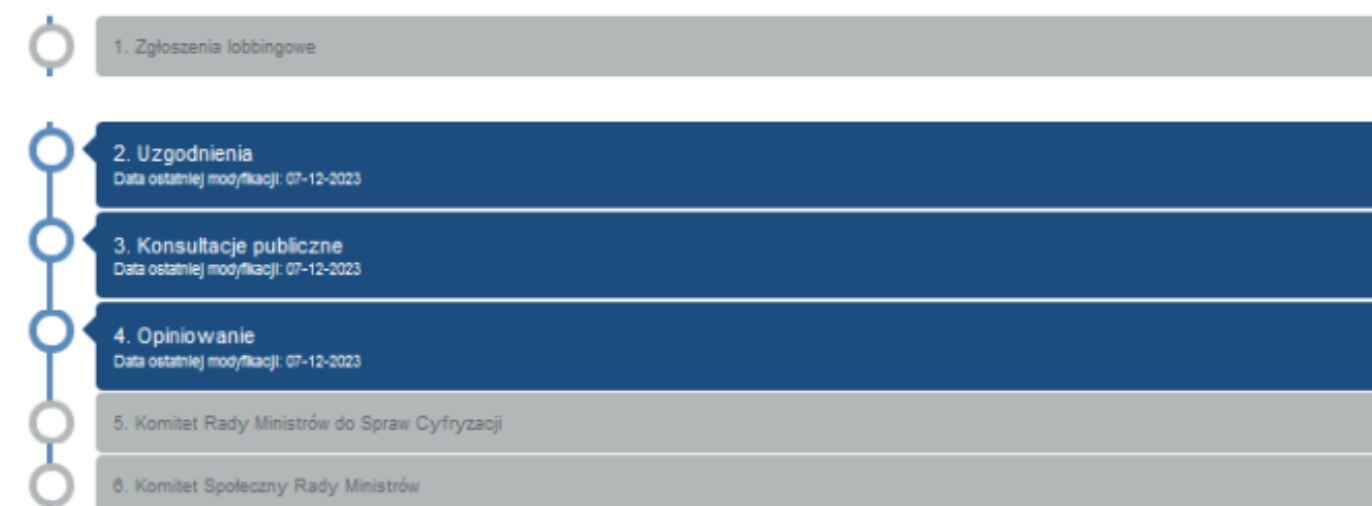 1. Zgłoszenia lobbingowe
2. Uzgodnienia
Data ostatniej modyfikacji: 07-12-2023
3. Konsultacje publiczne
Data ostatniej modyfikacji: 07-12-2023
4. Opiniowanie
Data ostatniej modyfikacji: 07-12-2023
5. Komitet Rady Ministrów do Spraw Cyfryzacji
6. Komitet Społeczny Rady Ministrów